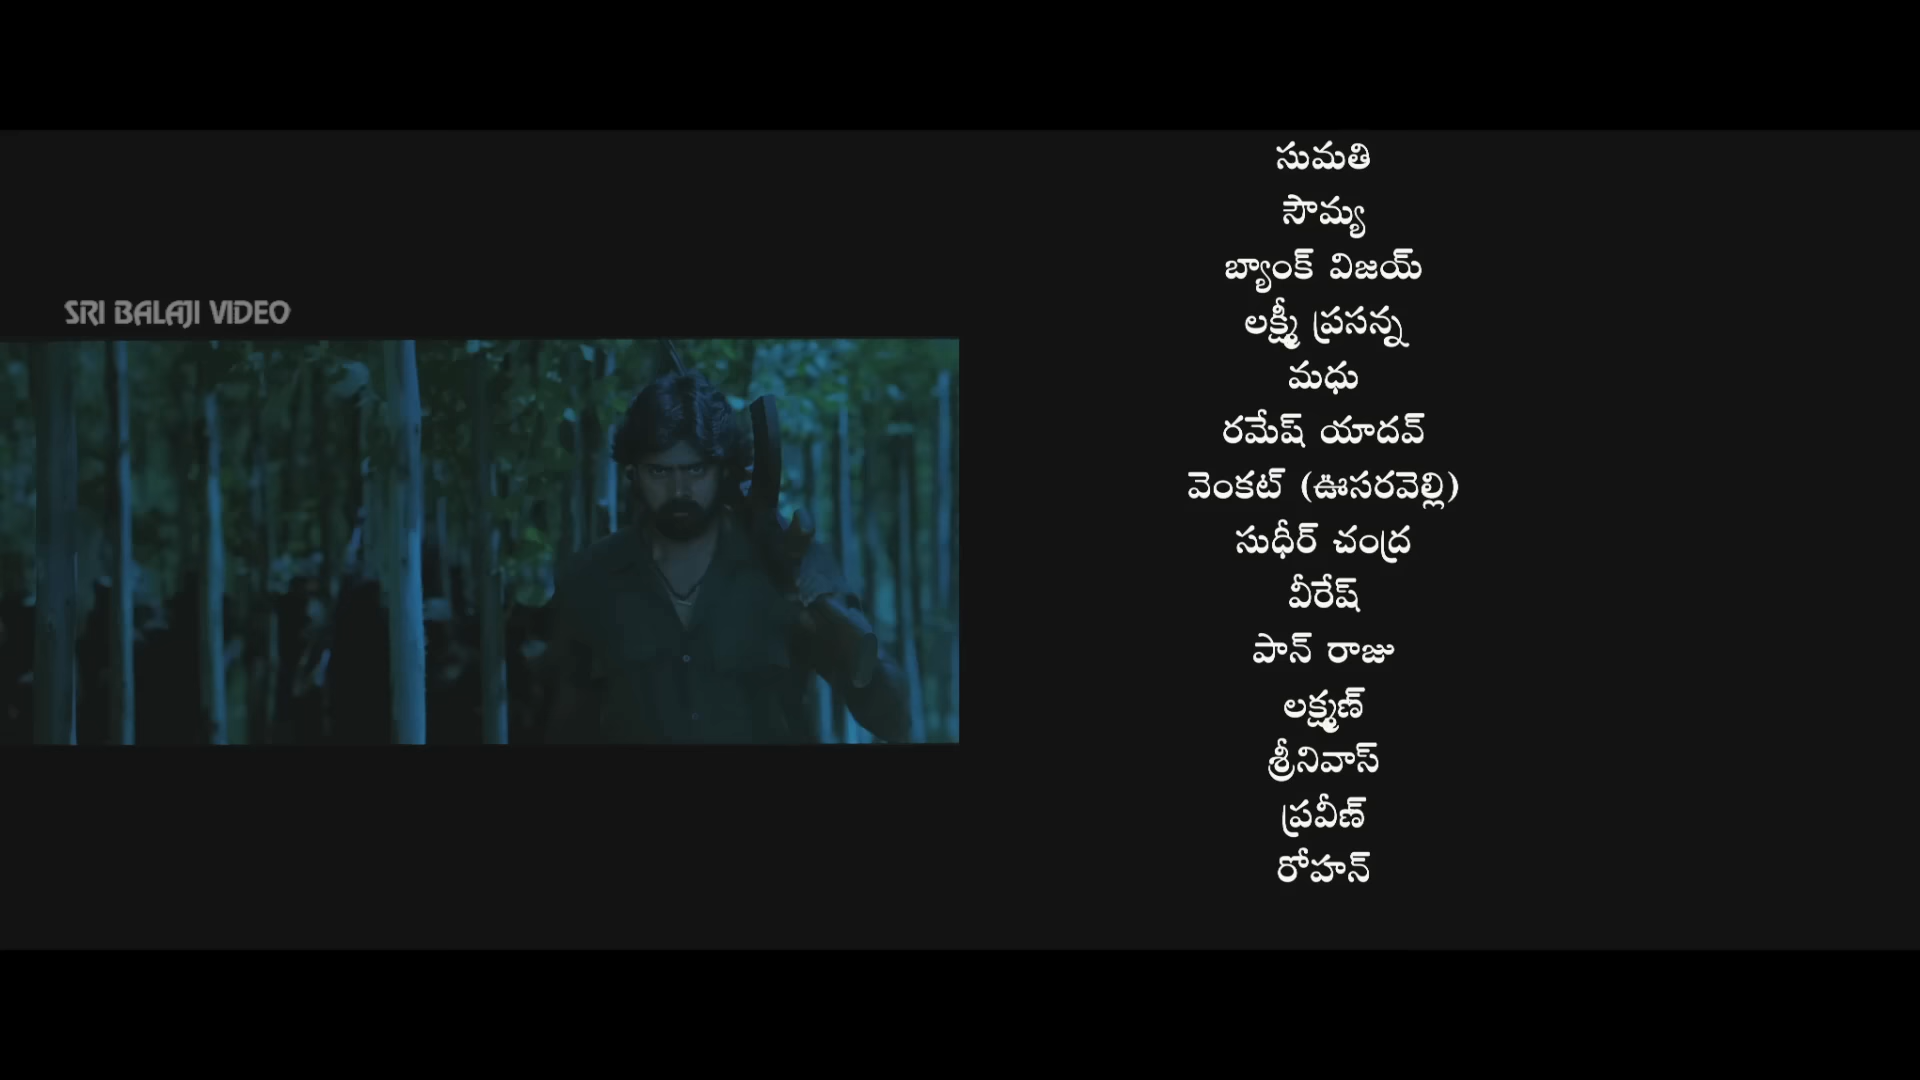 SRI BALAJI VIDEO
సుమతి
సౌమ్య
బ్యాంక్ విజయ్
లక్ష్మీ ప్రసన్న
మధు
రమేష్ యాదవ్
వెంకట్ (ఊసరవెల్లి)
సుధీర్ చంద్ర
వీరేష్
పాన్ రాజు
లక్ష్మణ్
శ్రీనివాస్
ప్రవీణ్
రోహన్